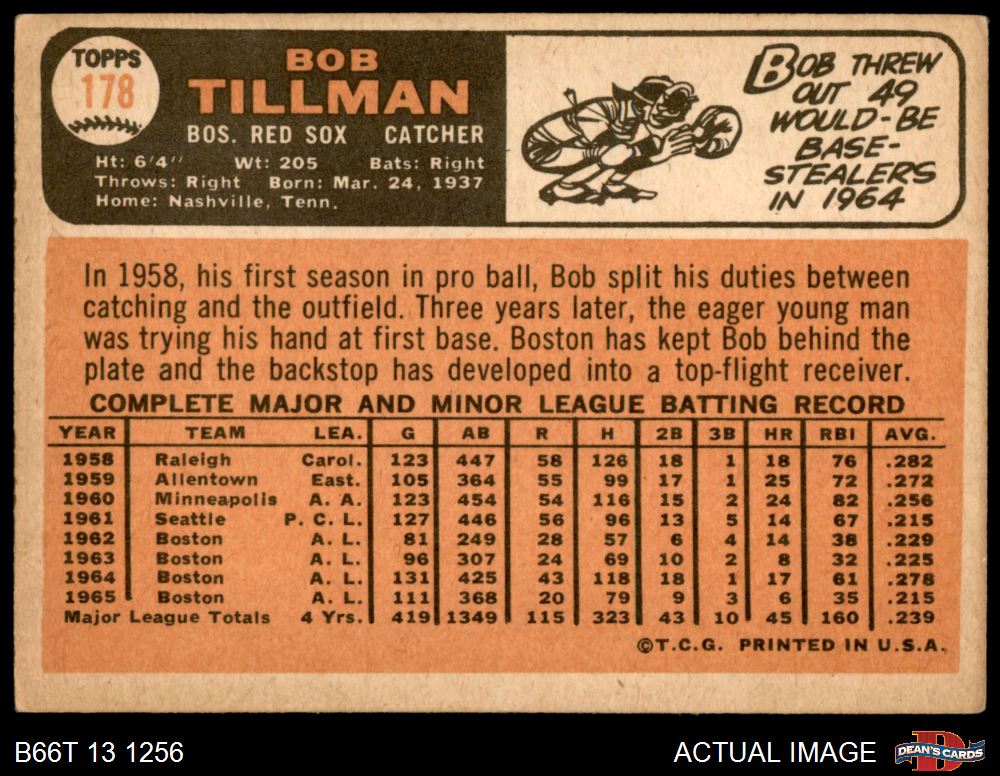 TOPPS
178
BOB
TILLMAN
BOS. RED SOX CATCHER
Ht: 6'4" Wt: 205 Bats: Right
Throws: Right Born: Mar. 24, 1937
Home: Nashville, Tenn.
BOB THREW
OUT 49
WOULD-BE
BASE-
STEALERS
IN 1964
In 1958, his first season in pro ball, Bob split his duties between
catching and the outfield. Three years later, the eager young man
was trying his hand at first base. Boston has kept Bob behind the
plate and the backstop has developed into a top-flight receiver.
COMPLETE MAJOR AND MINOR LEAGUE BATTING RECORD
YEAR TEAM LEA. G AB R H 2B 3B HR RBI AVG.
1958 Raleigh Carol. 123 447 58 126 18 1 18 76 .282
1959 Allentown East. 105 364 55 99 17 1 25 72 .272
1960 Minneapolis A. A. 123 454 54 116 15 2 24 82 .256
1961 Seattle P. C. L. 127 446 56 96 13 5 14 67 .215
1962 Boston A. L. 81 249 28 57 6 4 14 38 .229
1963 Boston A. L. 96 307 24 69 10 2 8 32 .225
1964 Boston A. L. 131 425 43 118 18 1 17 61 .278
1965 Boston A. L. 111 368 20 79 9 3 6 35 .215
Major League Totals 4 Yrs. 419 1349 115 323 43 10 45 160 .239
©T.C.G. PRINTED IN U.S.A.
B66T 13 1256
ACTUAL IMAGE
DEAN'S CARDS